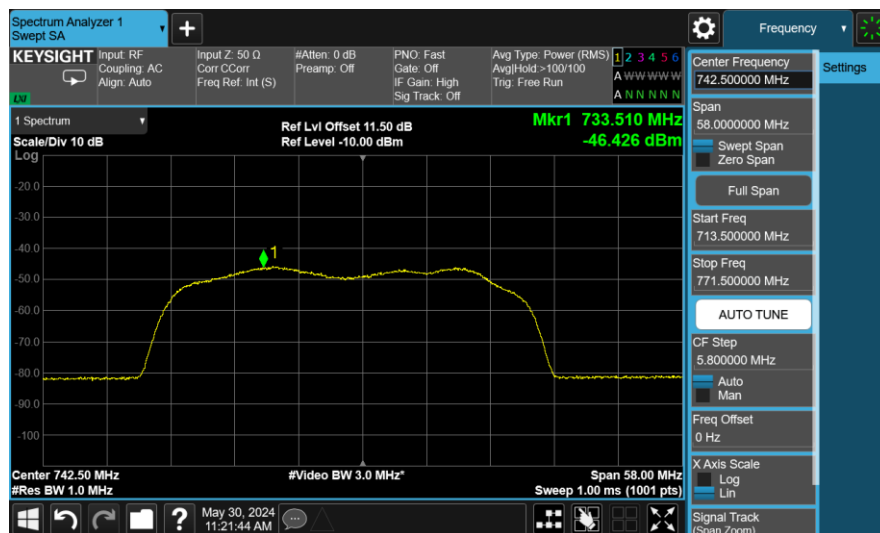 Spectrum Analyzer 1
Swept SA
Frequency
KEYSIGHT
Input: RF
Coupling: AC
Align: Auto
Input Z: 50 Ω
Corr CCorr
Freq Ref: Int (S)
#Atten: 0 dB
Preamp: Off
PNO: Fast
Gate: Off
IF Gain: High
Sig Track: Off
Avg Type: Power (RMS)
Avg|Hold:>100/100
Trig: Free Run
1 2 3 4 5 6
A W W W W W
A N N N N N
LXI
1 Spectrum
Scale/Div 10 dB
Ref Lvl Offset 11.50 dB
Ref Level -10.00 dBm
Mkr1 733.510 MHz
-46.426 dBm
Log
-20.0
-30.0
-40.0
-50.0
-60.0
-70.0
-80.0
-90.0
-100
1
Center 742.50 MHz
#Res BW 1.0 MHz
#Video BW 3.0 MHz*
Span 58.00 MHz
Sweep 1.00 ms (1001 pts)
?
May 30, 2024
11:21:44 AM
Center Frequency
742.500000 MHz
Settings
Span
58.0000000 MHz
Swept Span
Zero Span
Full Span
Start Freq
713.500000 MHz
Stop Freq
771.500000 MHz
AUTO TUNE
CF Step
5.800000 MHz
Auto
Man
Freq Offset
0 Hz
X Axis Scale
Log
Lin
Signal Track
(Span Zoom)